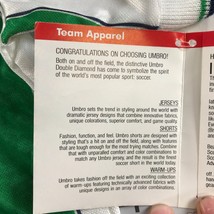 Team Apparel
CONGRATULATIONS ON CHOOSING UMBRO!
Both on and off the field, the distinctive Umbro
Double Diamond has come to symbolize the spirit
of the world's most popular sport: soccer.
JERSEYS
Umbro sets the trend in styling around the world with
dramatic jersey designs that combine innovative fabrics,
unique colorations, superior comfort, and game
SHORTS
Fashion, function, and feel. Umbro shorts are designed with
styling that's a hit on and off the field, along with fabrics that
are tough enough for the most trying matches. Combine
them with unparalleled comfort and color combinations to
match any Umbro jersey, and the result is the finest
soccer short in the world today.
WARM-UPS
Umbro takes fashion off the field with an exciting collection
of warm-ups featuring technically advanced fabrics with
unique designs in an array of color combinations.